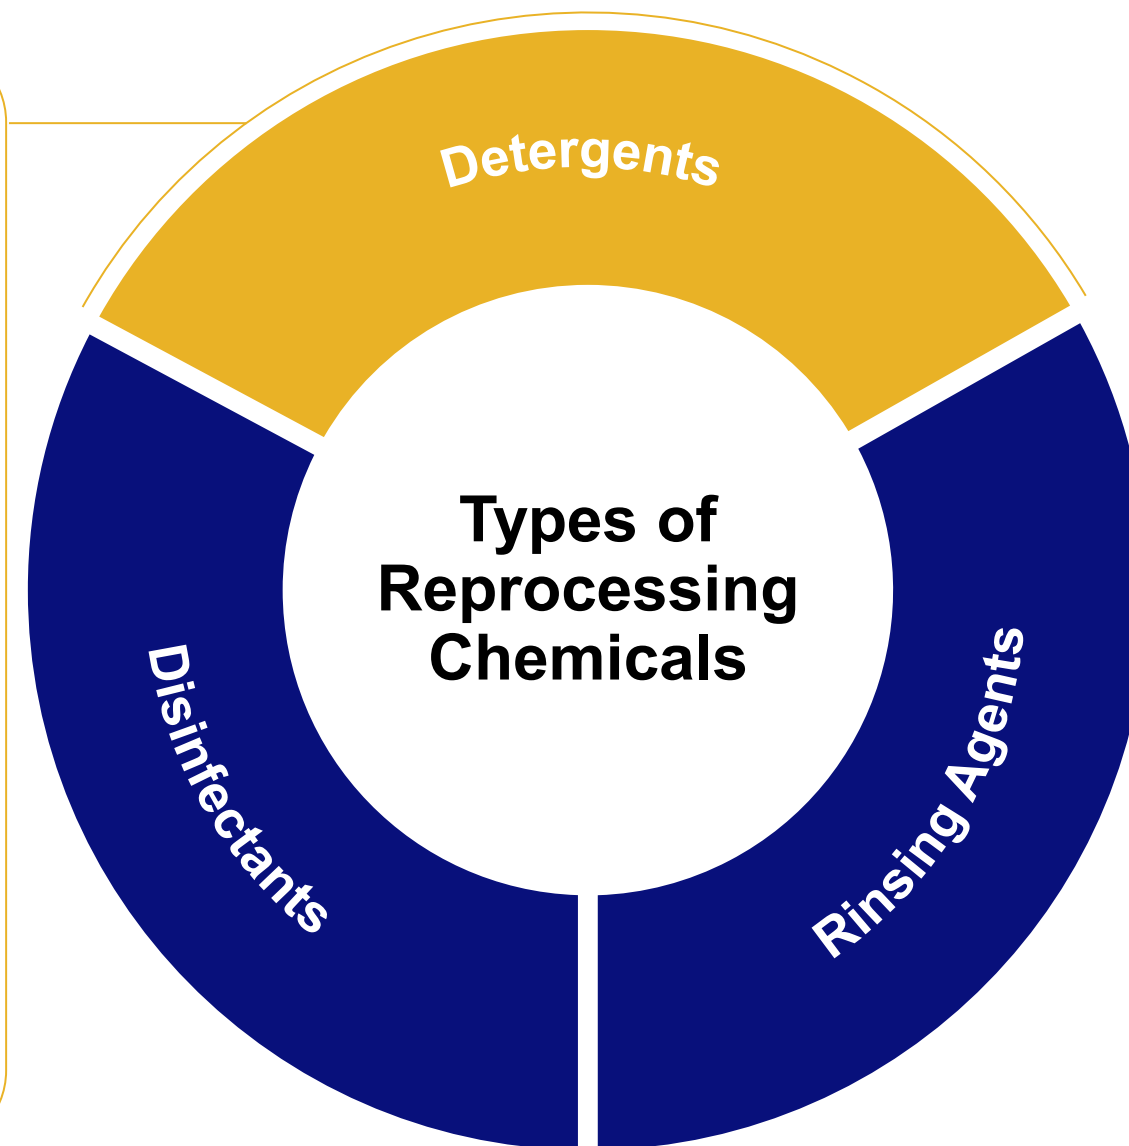 Detergents
Types of
Reprocessing
Chemicals
Disinfectants
Rinsing Agents